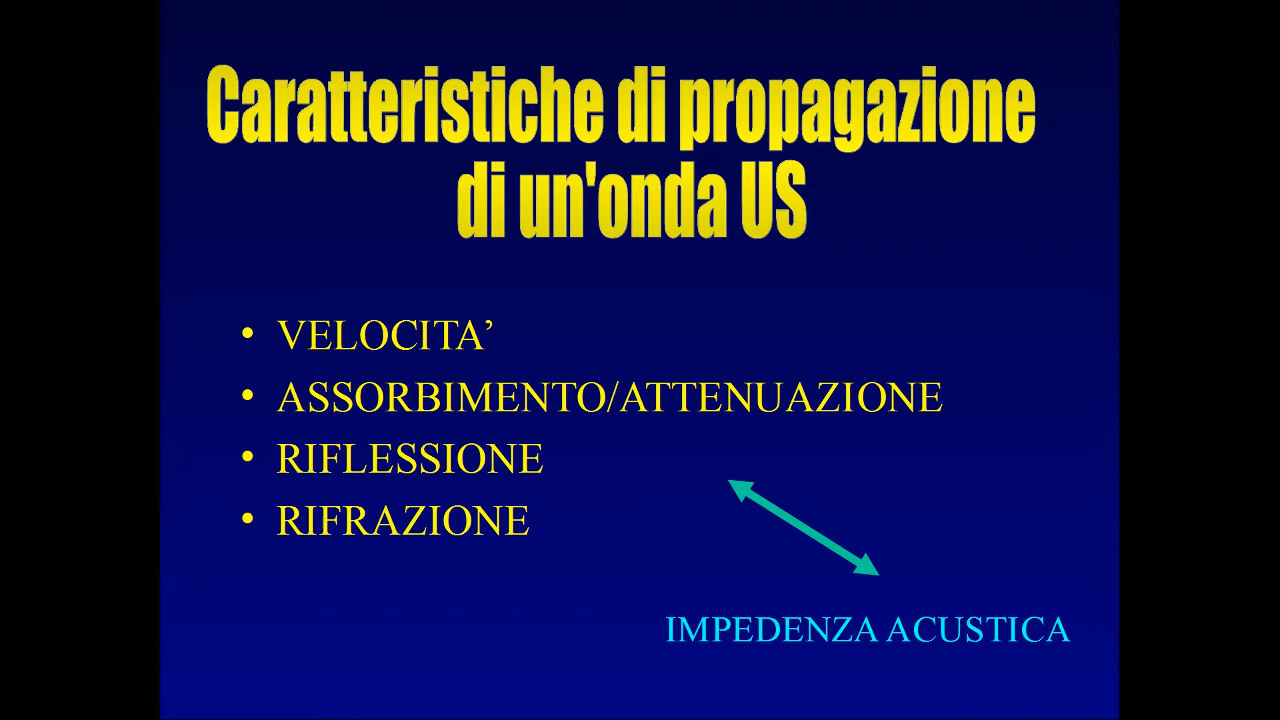 Caratteristiche di propagazione
di un'onda US
• VELOCITA’
• ASSORBIMENTO/ATTENUAZIONE
• RIFLESSIONE
• RIFRAZIONE
IMPEDENZA ACUSTICA